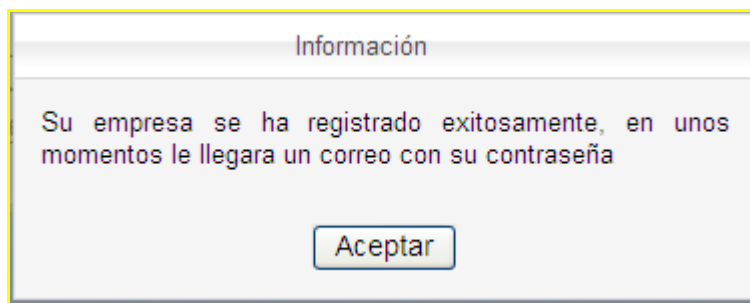 Información
Su empresa se ha registrado exitosamente, en unos
momentos le llegara un correo con su contraseña
Aceptar